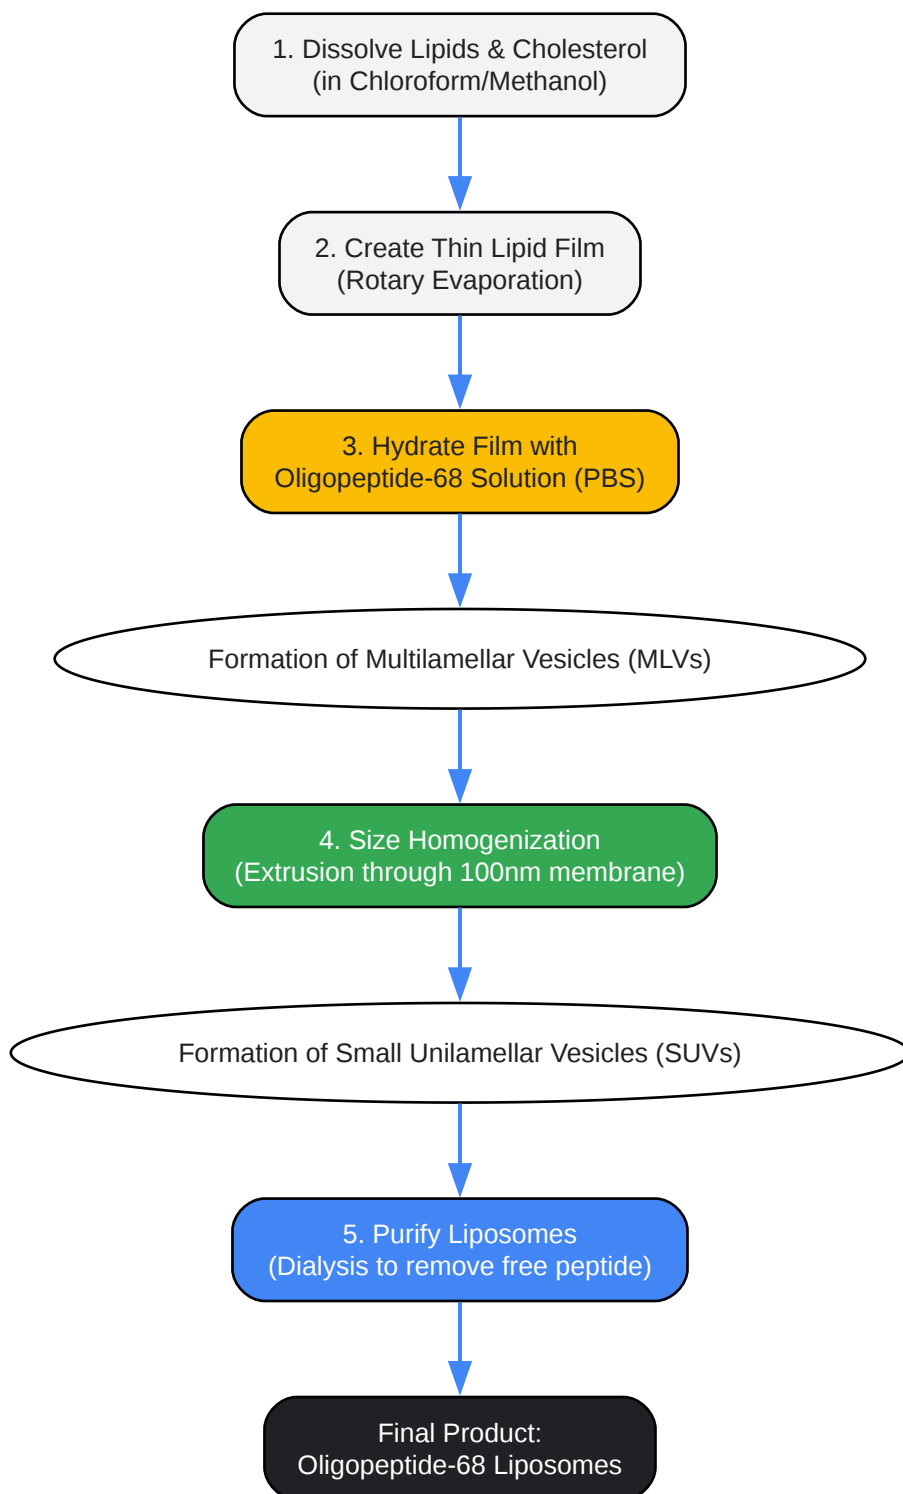 1. Dissolve Lipids & Cholesterol
(in Chloroform/Methanol)
2. Create Thin Lipid Film
(Rotary Evaporation)
3. Hydrate Film with
Oligopeptide-68 Solution (PBS)
Formation of Multilamellar Vesicles (MLVs)
4. Size Homogenization
(Extrusion through 100nm membrane)
Formation of Small Unilamellar Vesicles (SUVs)
5. Purify Liposomes
(Dialysis to remove free peptide)
Final Product:
Oligopeptide-68 Liposomes